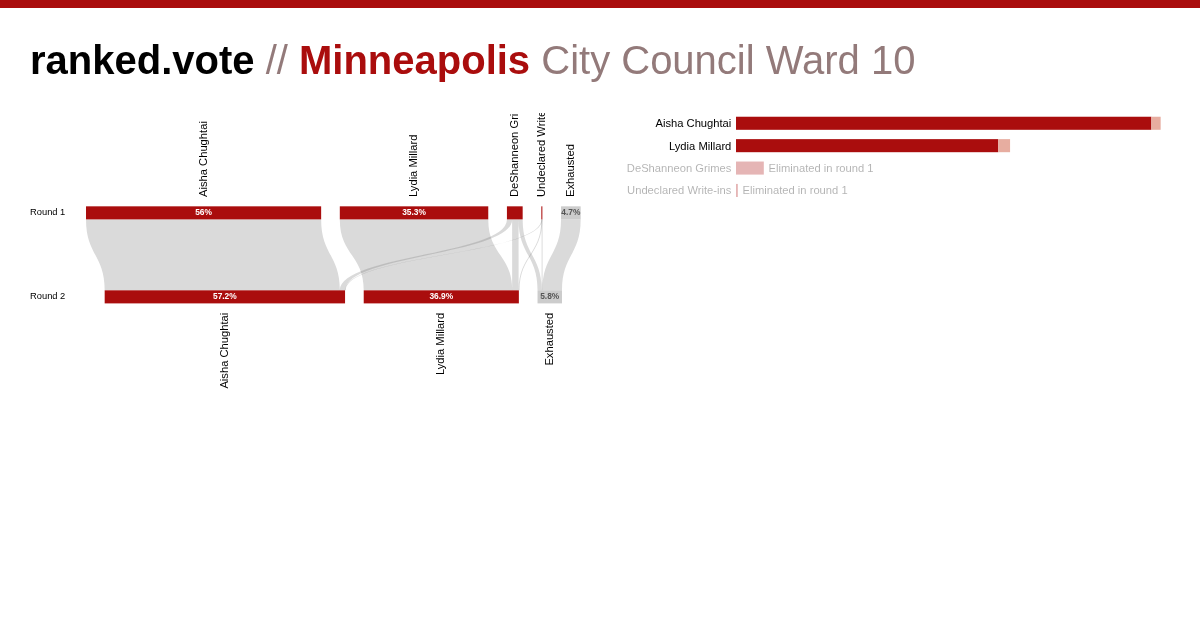 ranked.vote // Minneapolis City Council Ward 10
Aisha Chughtai
Lydia Millard
DeShanneon Gri
Undeclared Write
Exhausted
Round 1
56%
35.3%
4.7%
Round 2
57.2%
36.9%
5.8%
Aisha Chughtai
Lydia Millard
Exhausted
Aisha Chughtai
Lydia Millard
DeShanneon Grimes
Eliminated in round 1
Undeclared Write-ins
Eliminated in round 1